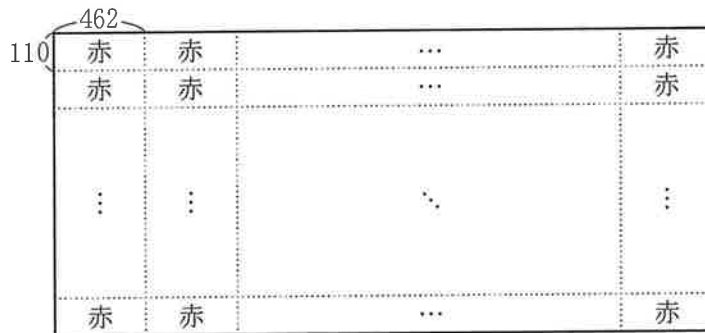 462
110 赤 赤 … 赤
赤 赤 … 赤
⋮ ⋮ ⋱ ⋮
赤 赤 … 赤